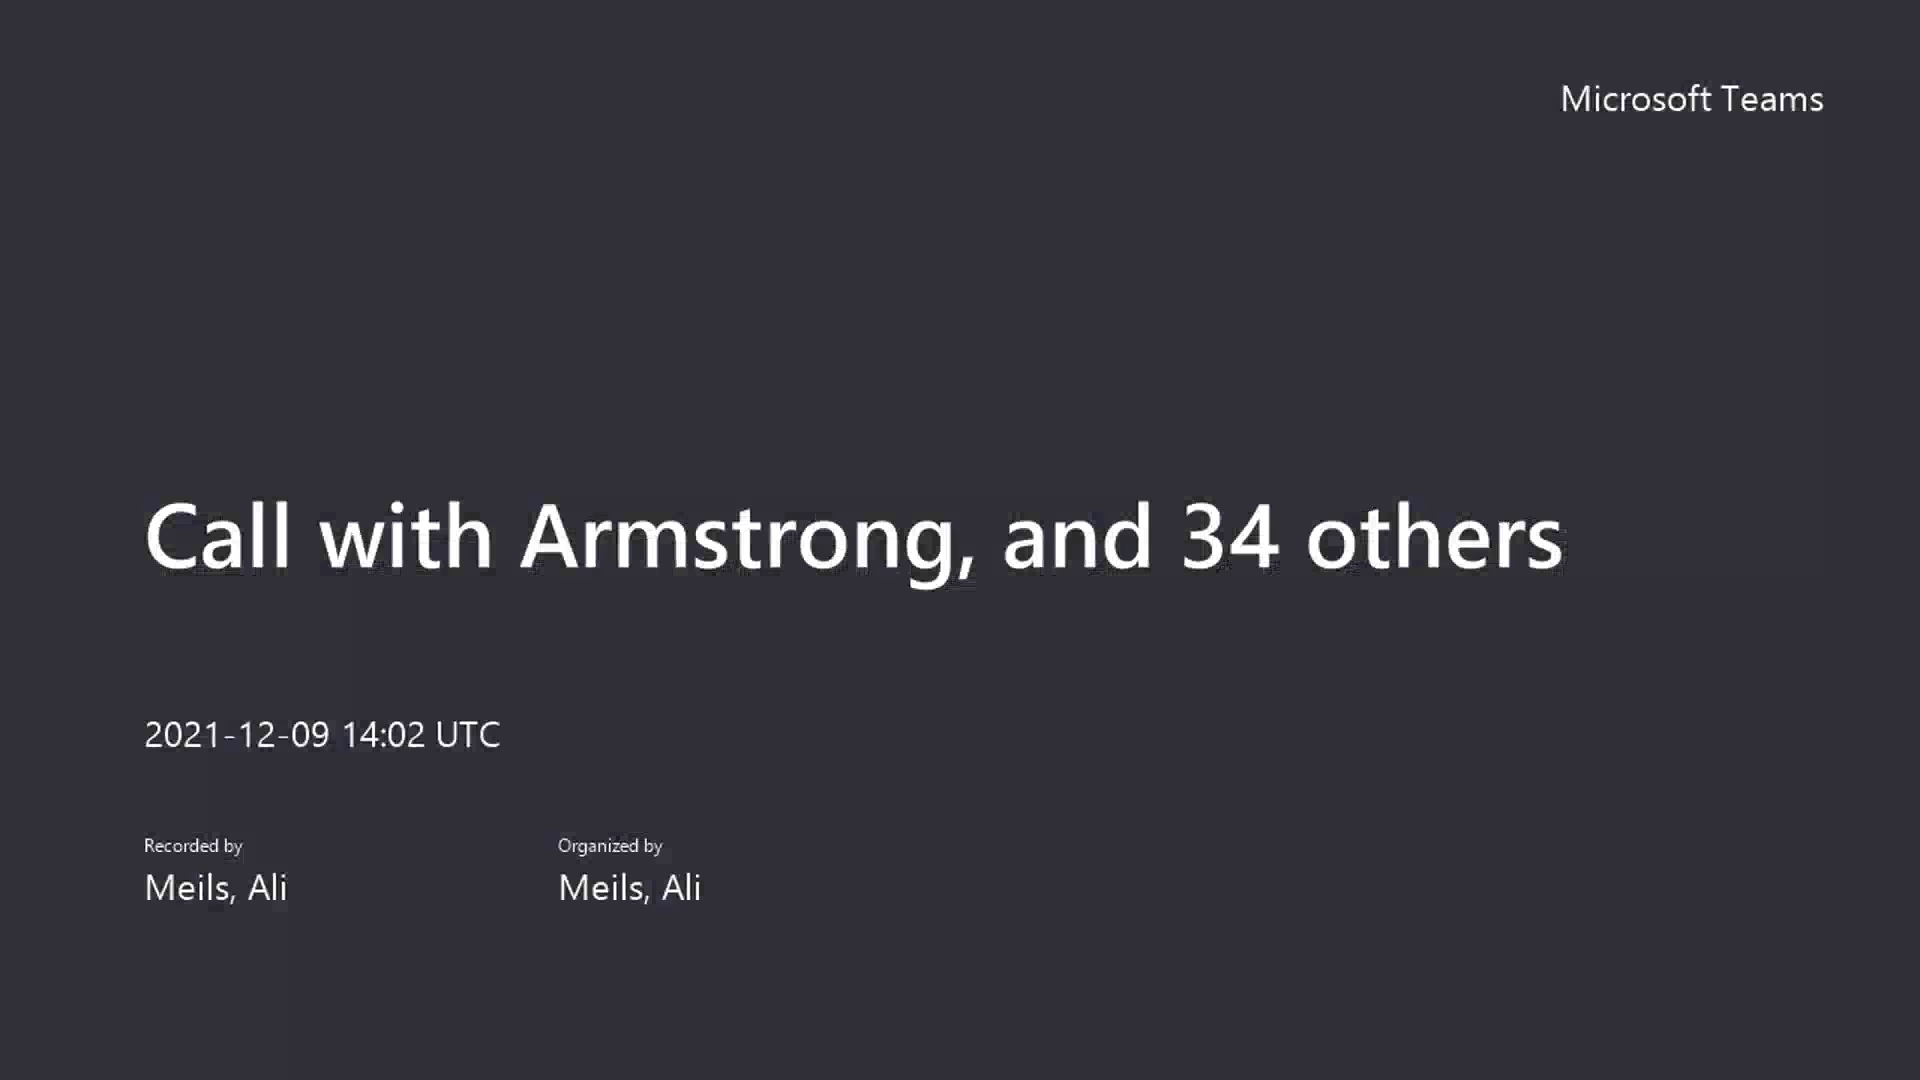 Microsoft Teams
Call with Armstrong, and 34 others
2021-12-09 14:02 UTC
Recorded by
Meils, Ali
Organized by
Meils, Ali